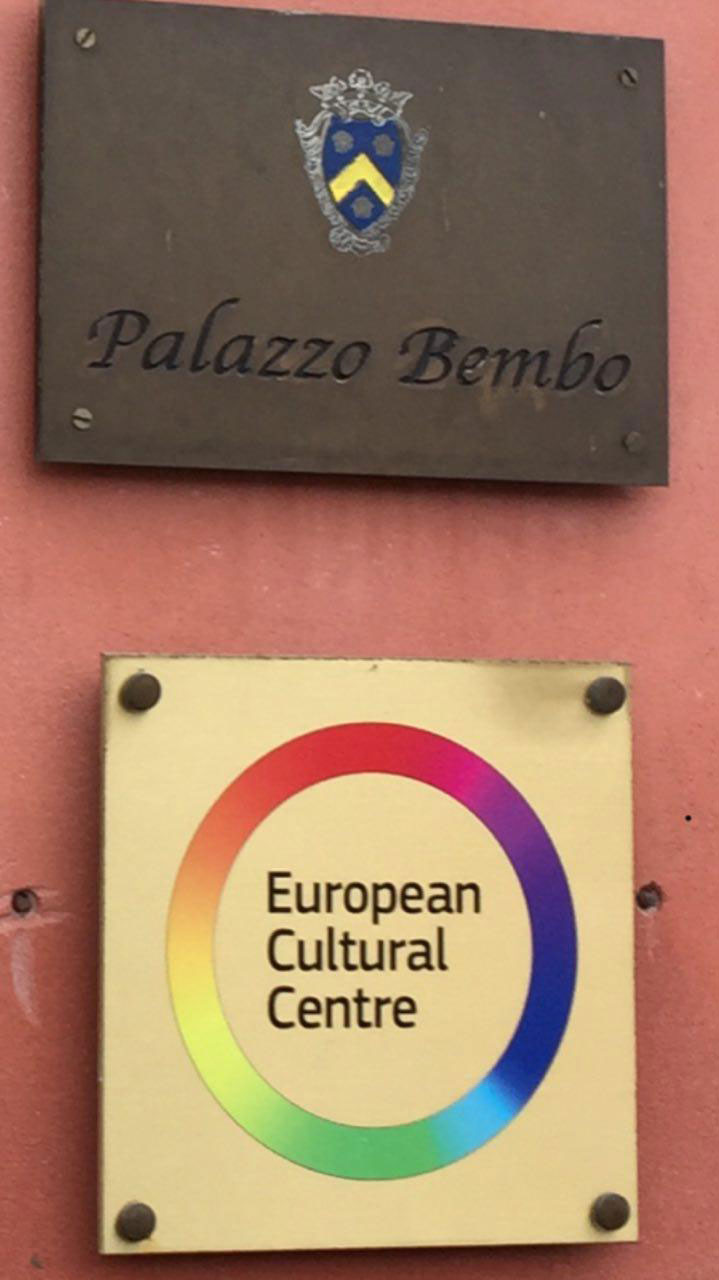 Palazzo Bembo
European
Cultural
Centre